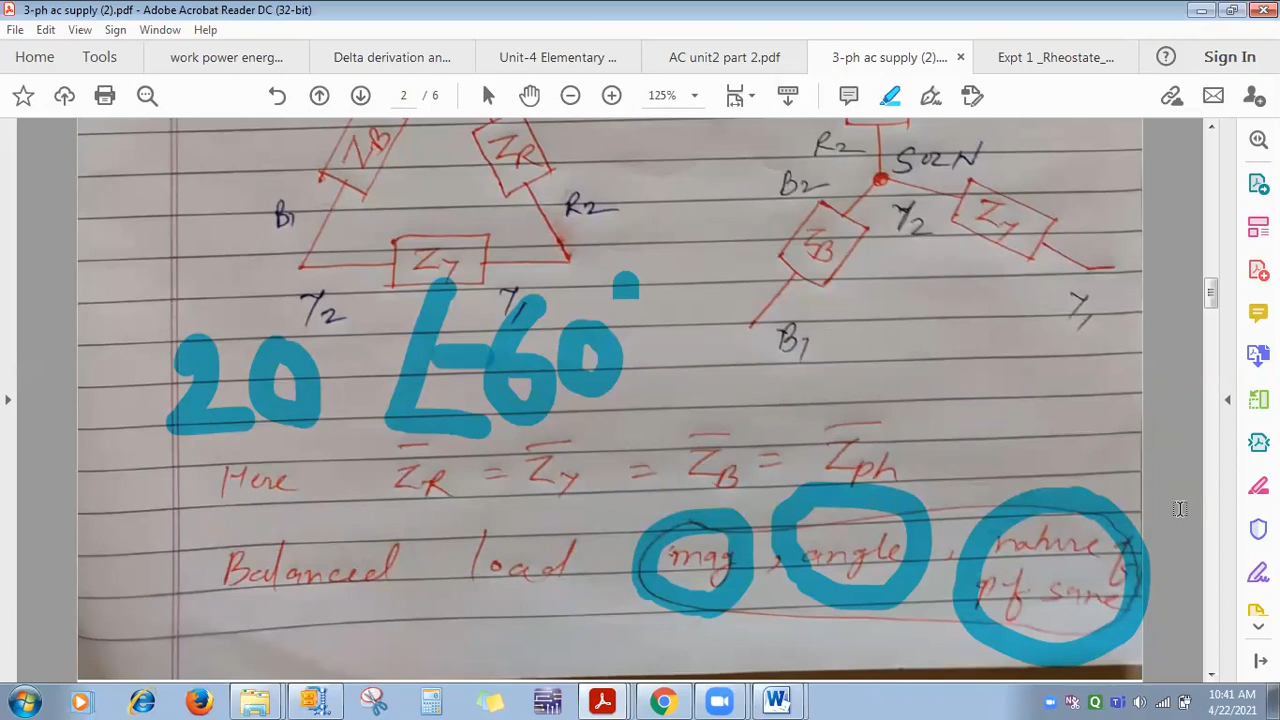 3-ph ac supply (2).pdf - Adobe Acrobat Reader DC (32-bit)
File Edit View Sign Window Help
Home Tools work power energ... Delta derivation an... Unit-4 Elementary ... AC unit2 part 2.pdf 3-ph ac supply (2).... × Expt 1 _Rheostate_... Sign In
2 / 6 125%
ZB ZR R2 S or N
B2
B1 R2 Y2 ZY
ZY ZB
Y2 Y1 Y1
B1
20 ∠60°
Here Z̅R = Z̅Y = Z̅B = Z̅ph
Balanced load mag, angle, nature of
pf same
10:41 AM
4/22/2021